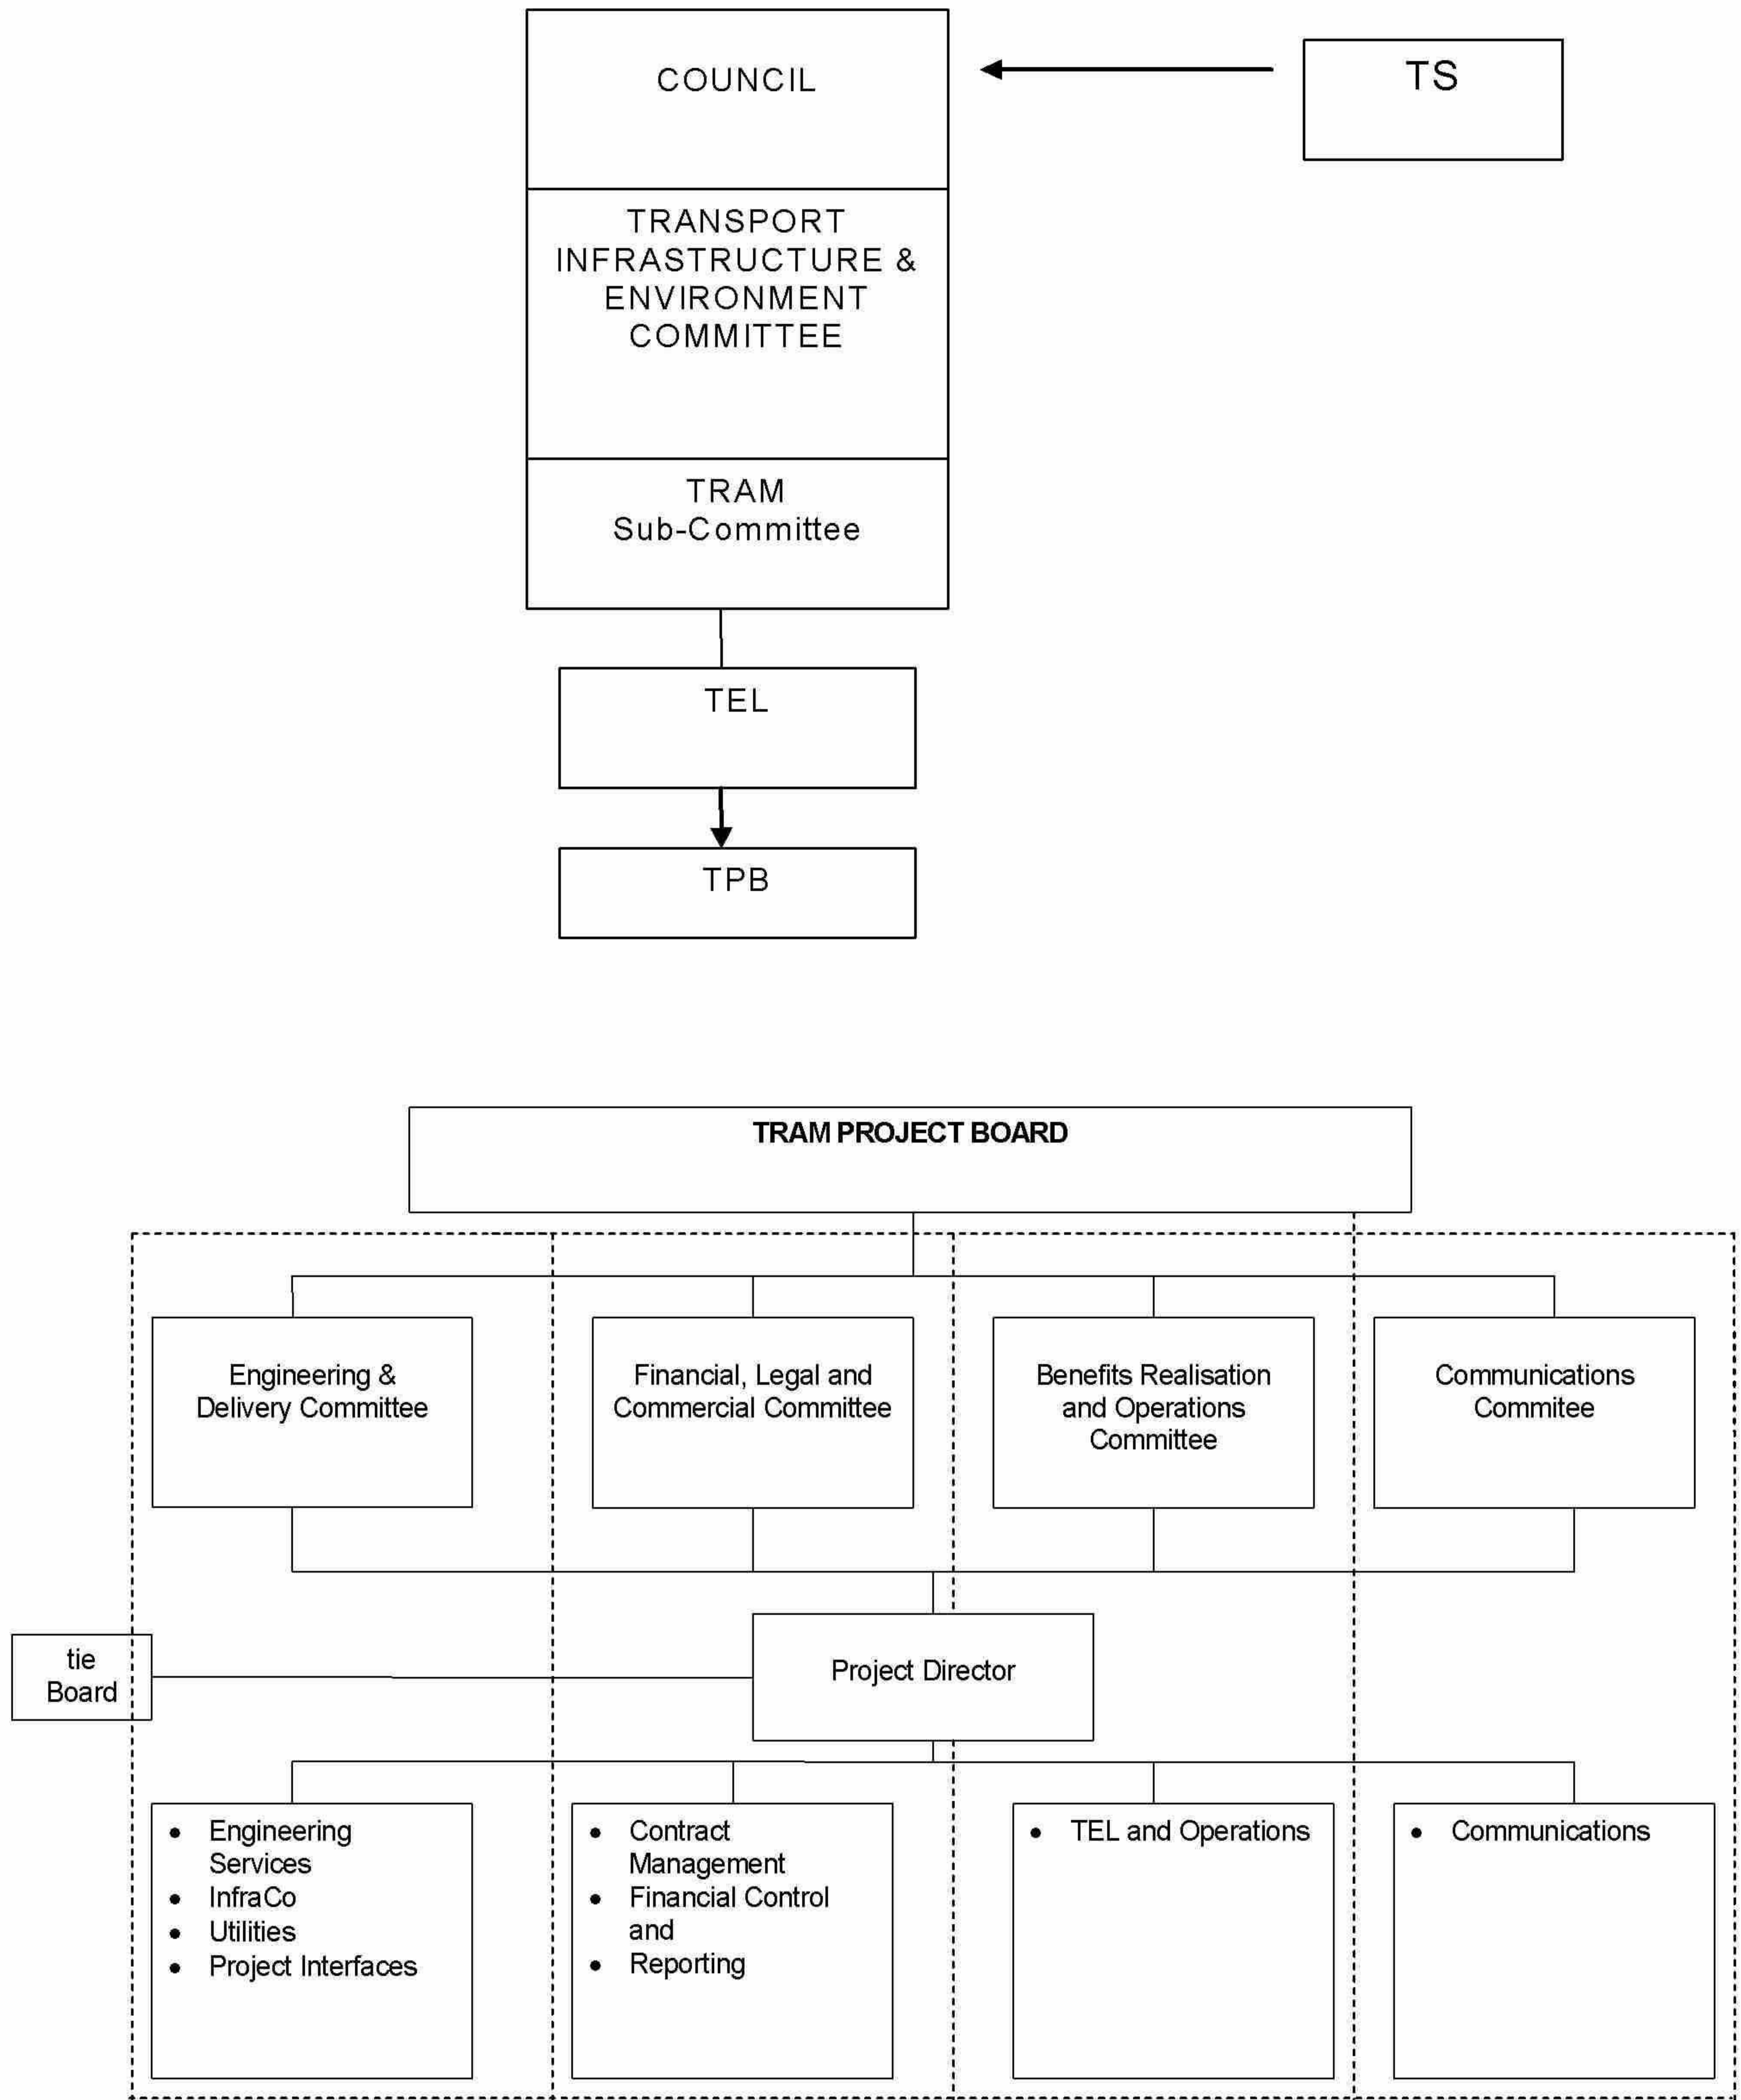 COUNCIL
TS
TRANSPORT
INFRASTRUCTURE &
ENVIRONMENT
COMMITTEE
TRAM
Sub-Committee
TEL
TPB
TRAM PROJECT BOARD
Engineering &
Delivery Committee
Financial, Legal and
Commercial Committee
Benefits Realisation
and Operations
Committee
Communications
Commitee
tie
Board
Project Director
• Engineering
Services
• InfraCo
• Utilities
• Project Interfaces
• Contract
Management
• Financial Control
and
• Reporting
• TEL and Operations
• Communications